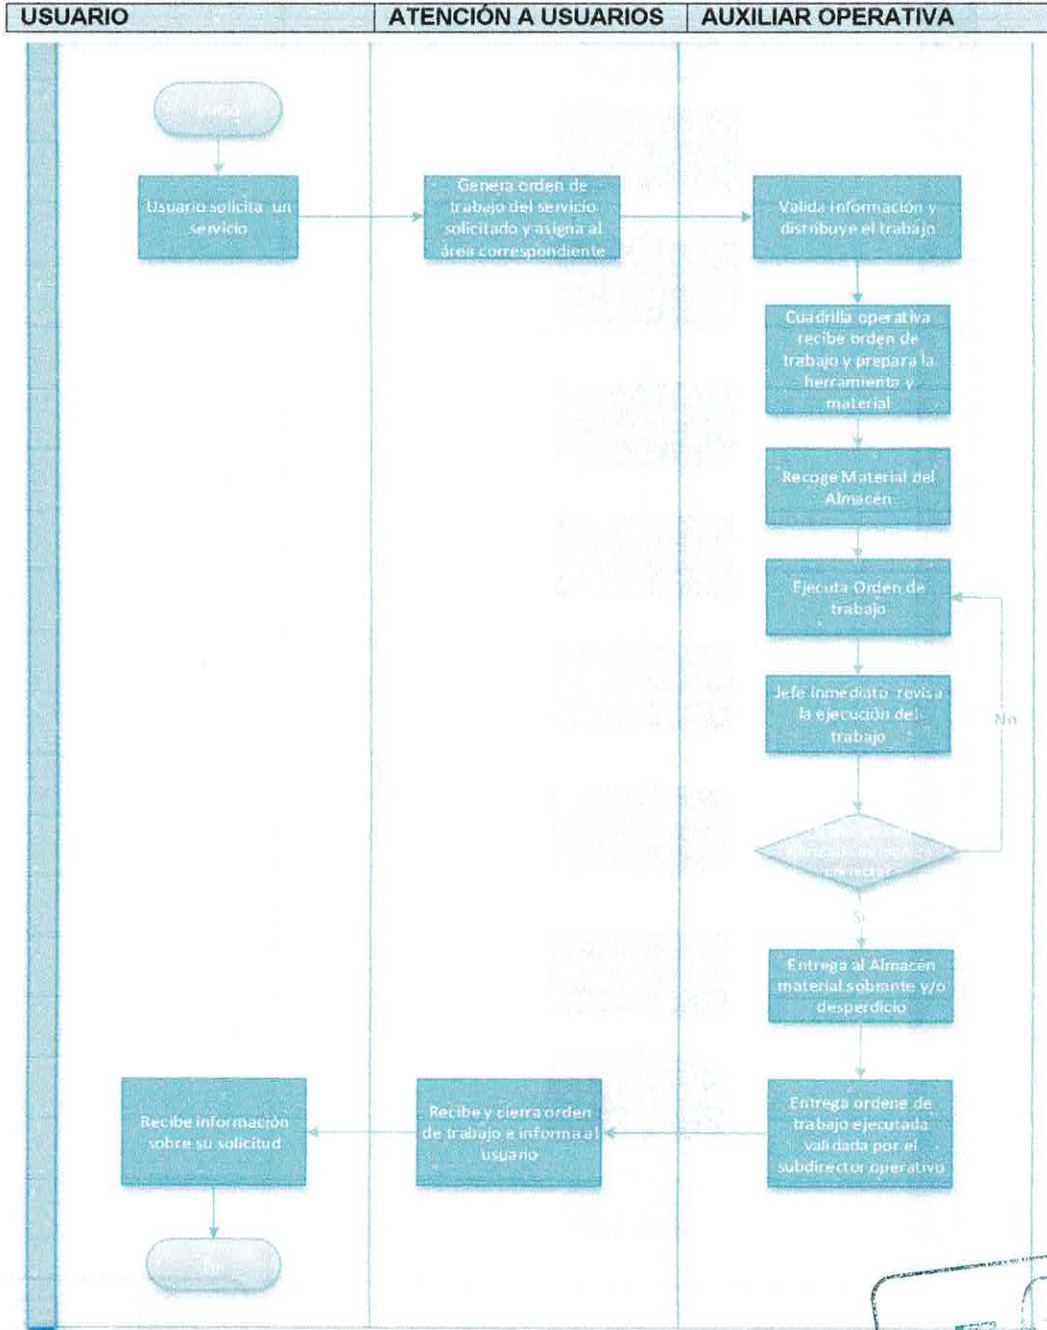 USUARIO
ATENCIÓN A USUARIOS
AUXILIAR OPERATIVA
Usuario solicita un
servicio
Genera orden de
trabajo del servicio
solicitado y asigna al
área correspondiente
Valida información y
distribuye el trabajo
Cuadrilla operativa
recibe orden de
trabajo y prepara la
herramienta y
material
Recoge Material del
Almacén
Ejecuta Orden de
trabajo
Jefe inmediato revisa
la ejecución del
trabajo
No
correcta?
Si
Entrega al Almacén
material sobrante y/o
desperdicio
Entrega ordene de
trabajo ejecutada
validada por el
subdirector operativo
Recibe y cierra orden
de trabajo e informa al
usuario
Recibe información
sobre su solicitud